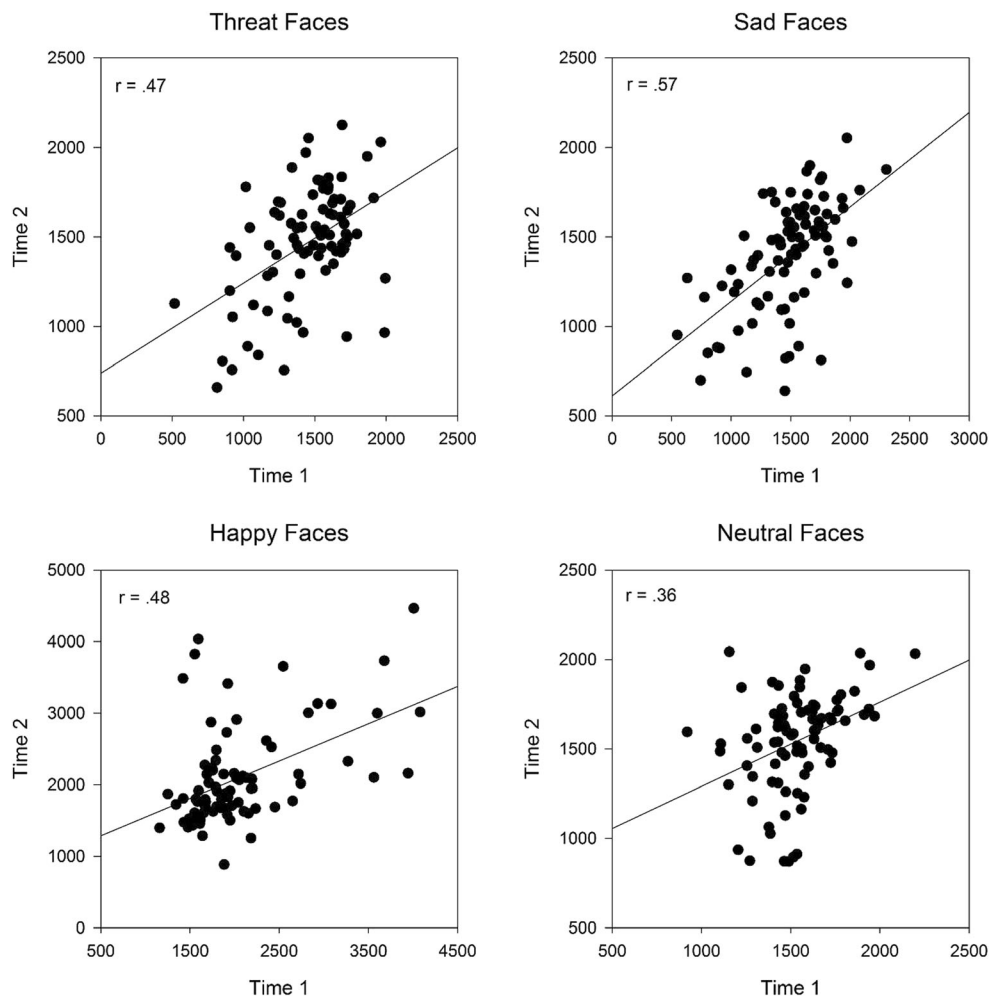 Threat Faces
r = .47
2500
2000
1500
1000
500
Time 2
0 500 1000 1500 2000 2500
Time 1
Sad Faces
r = .57
2500
2000
1500
1000
500
Time 2
0 500 1000 1500 2000 2500 3000
Time 1
Happy Faces
r = .48
5000
4000
3000
2000
1000
0
Time 2
500 1500 2500 3500 4500
Time 1
Neutral Faces
r = .36
2500
2000
1500
1000
500
Time 2
500 1000 1500 2000 2500
Time 1